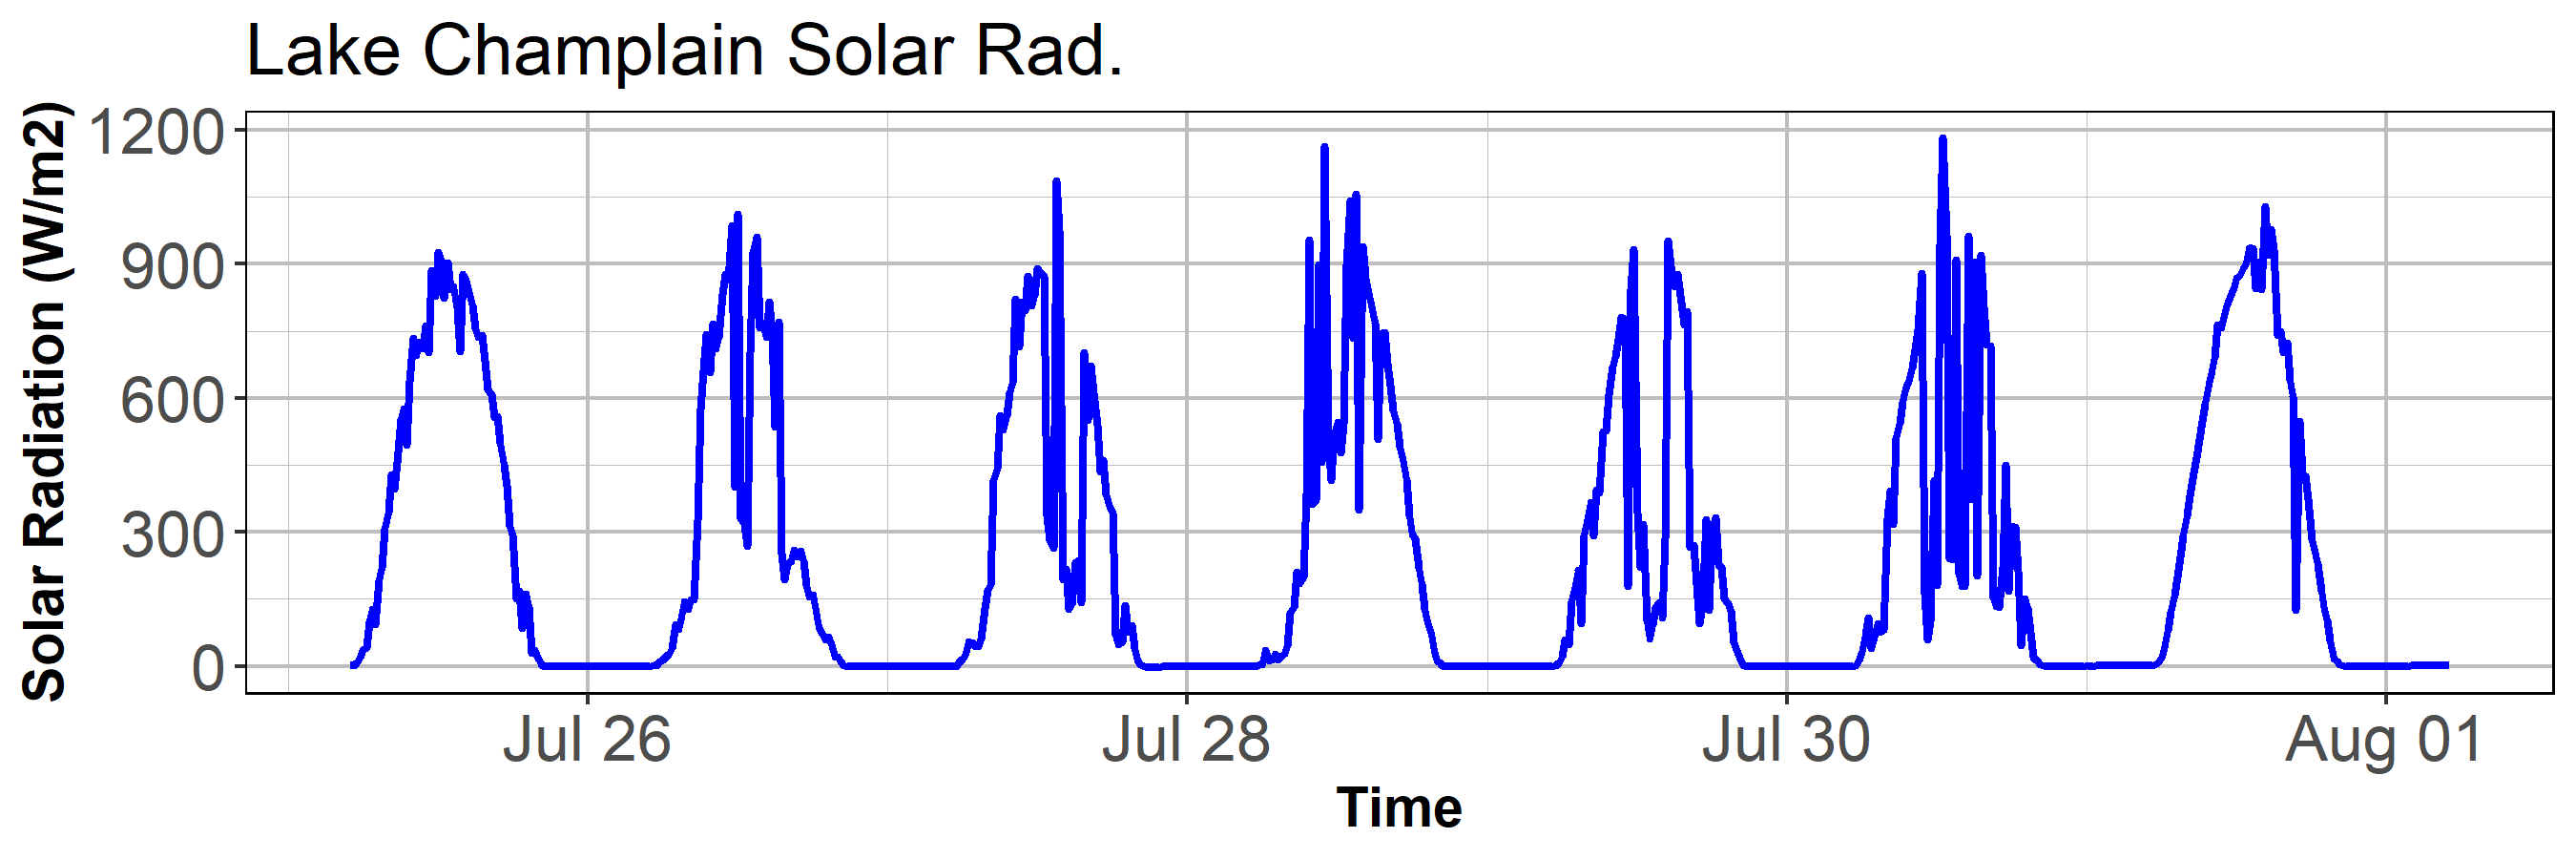 Lake Champlain Solar Rad.
Solar Radiation (W/m2)
1200
900
600
300
0
Jul 26 Jul 28 Jul 30 Aug 01
Time